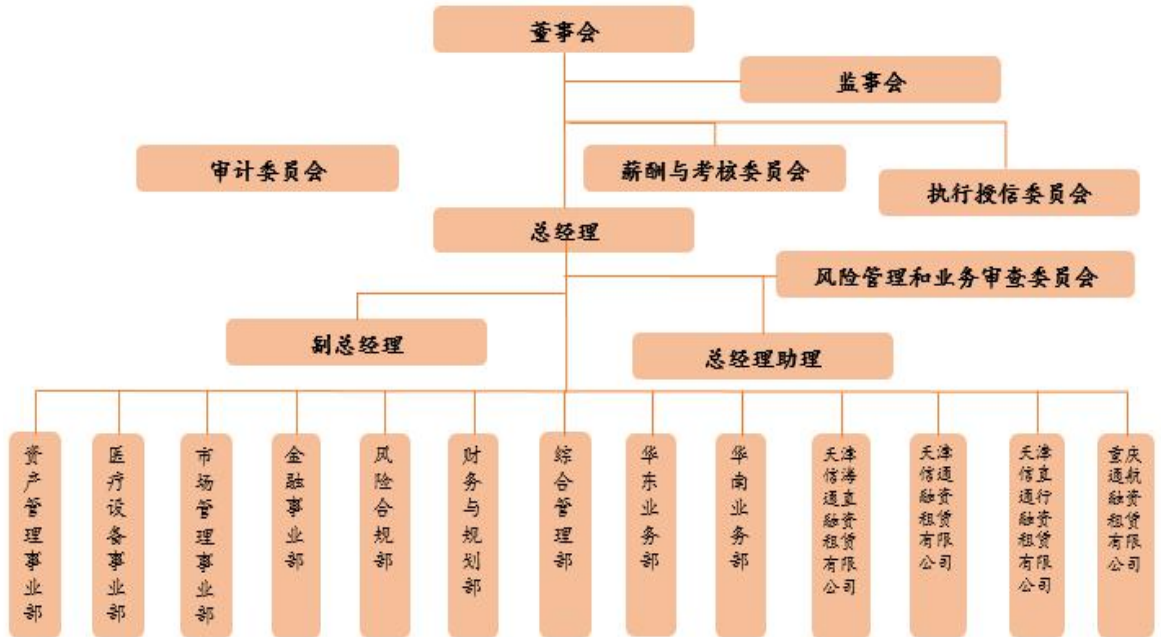 董事会
监事会
审计委员会
薪酬与考核委员会
执行授信委员会
总经理
风险管理和业务审查委员会
副总经理
总经理助理
资产管理事业部
医疗设备事业部
市场管理事业部
金融事业部
风险合规部
财务与规划部
综合管理部
华东业务部
华南业务部
天津信海通直融资租赁有限公司
天津信通融资租赁有限公司
天津信直通行融资租赁有限公司
重庆通航融资租赁有限公司